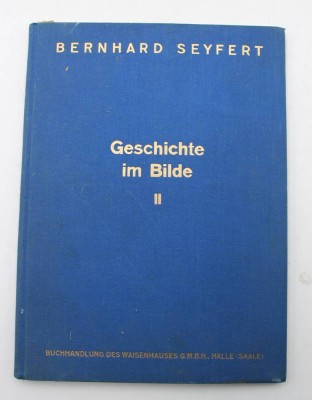 BERNHARD SEYFERT
Geschichte
im Bilde
II
BUCHHANDLUNG DES WAISENHAUSES G.M.B.H., HALLE (SAALE)